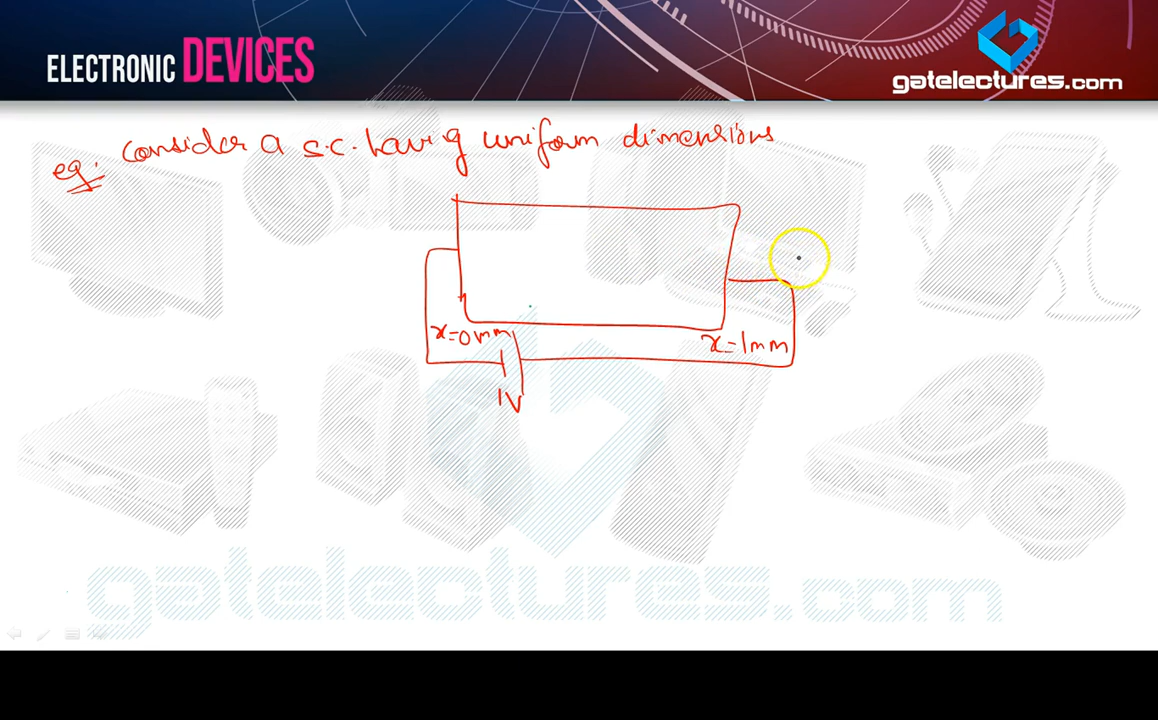 ELECTRONIC DEVICES
gatelectures.com
eg: Consider a s.c. having uniform dimensions
x=0mm
x=1mm
1V
gatelectures.com